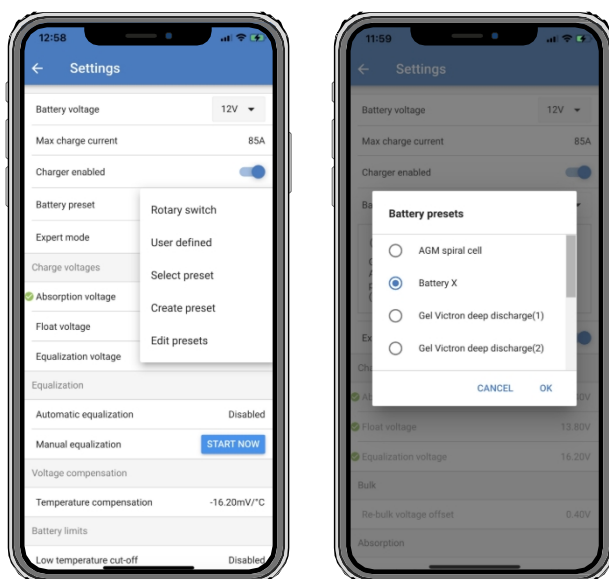 12:58
Settings
Battery voltage 12V
Max charge current 85A
Charger enabled
Battery preset
Rotary switch
User defined
Select preset
Create preset
Edit presets
Expert mode
Charge voltages
Absorption voltage
Float voltage
Equalization voltage
Equalization
Automatic equalization Disabled
Manual equalization START NOW
Voltage compensation
Temperature compensation -16.20mV/°C
Battery limits
Low temperature cut-off Disabled
11:59
Settings
Battery voltage 12V
Max charge current 85A
Charger enabled
Ba
Battery presets
AGM spiral cell
Battery X
Gel Victron deep discharge(1)
Gel Victron deep discharge(2)
CANCEL OK
Ex
Cha
Ab
Float voltage 13.80V
Equalization voltage 16.20V
Bulk
Re-bulk voltage offset 0.40V
Absorption